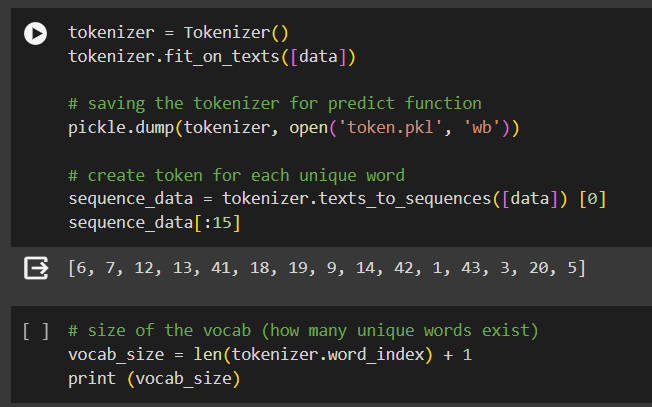 tokenizer = Tokenizer()
tokenizer.fit_on_texts([data])
# saving the tokenizer for predict function
pickle.dump(tokenizer, open('token.pkl', 'wb'))
# create token for each unique word
sequence_data = tokenizer.texts_to_sequences([data]) [0]
sequence_data[:15]
[6, 7, 12, 13, 41, 18, 19, 9, 14, 42, 1, 43, 3, 20, 5]
[ ] # size of the vocab (how many unique words exist)
vocab_size = len(tokenizer.word_index) + 1
print (vocab_size)